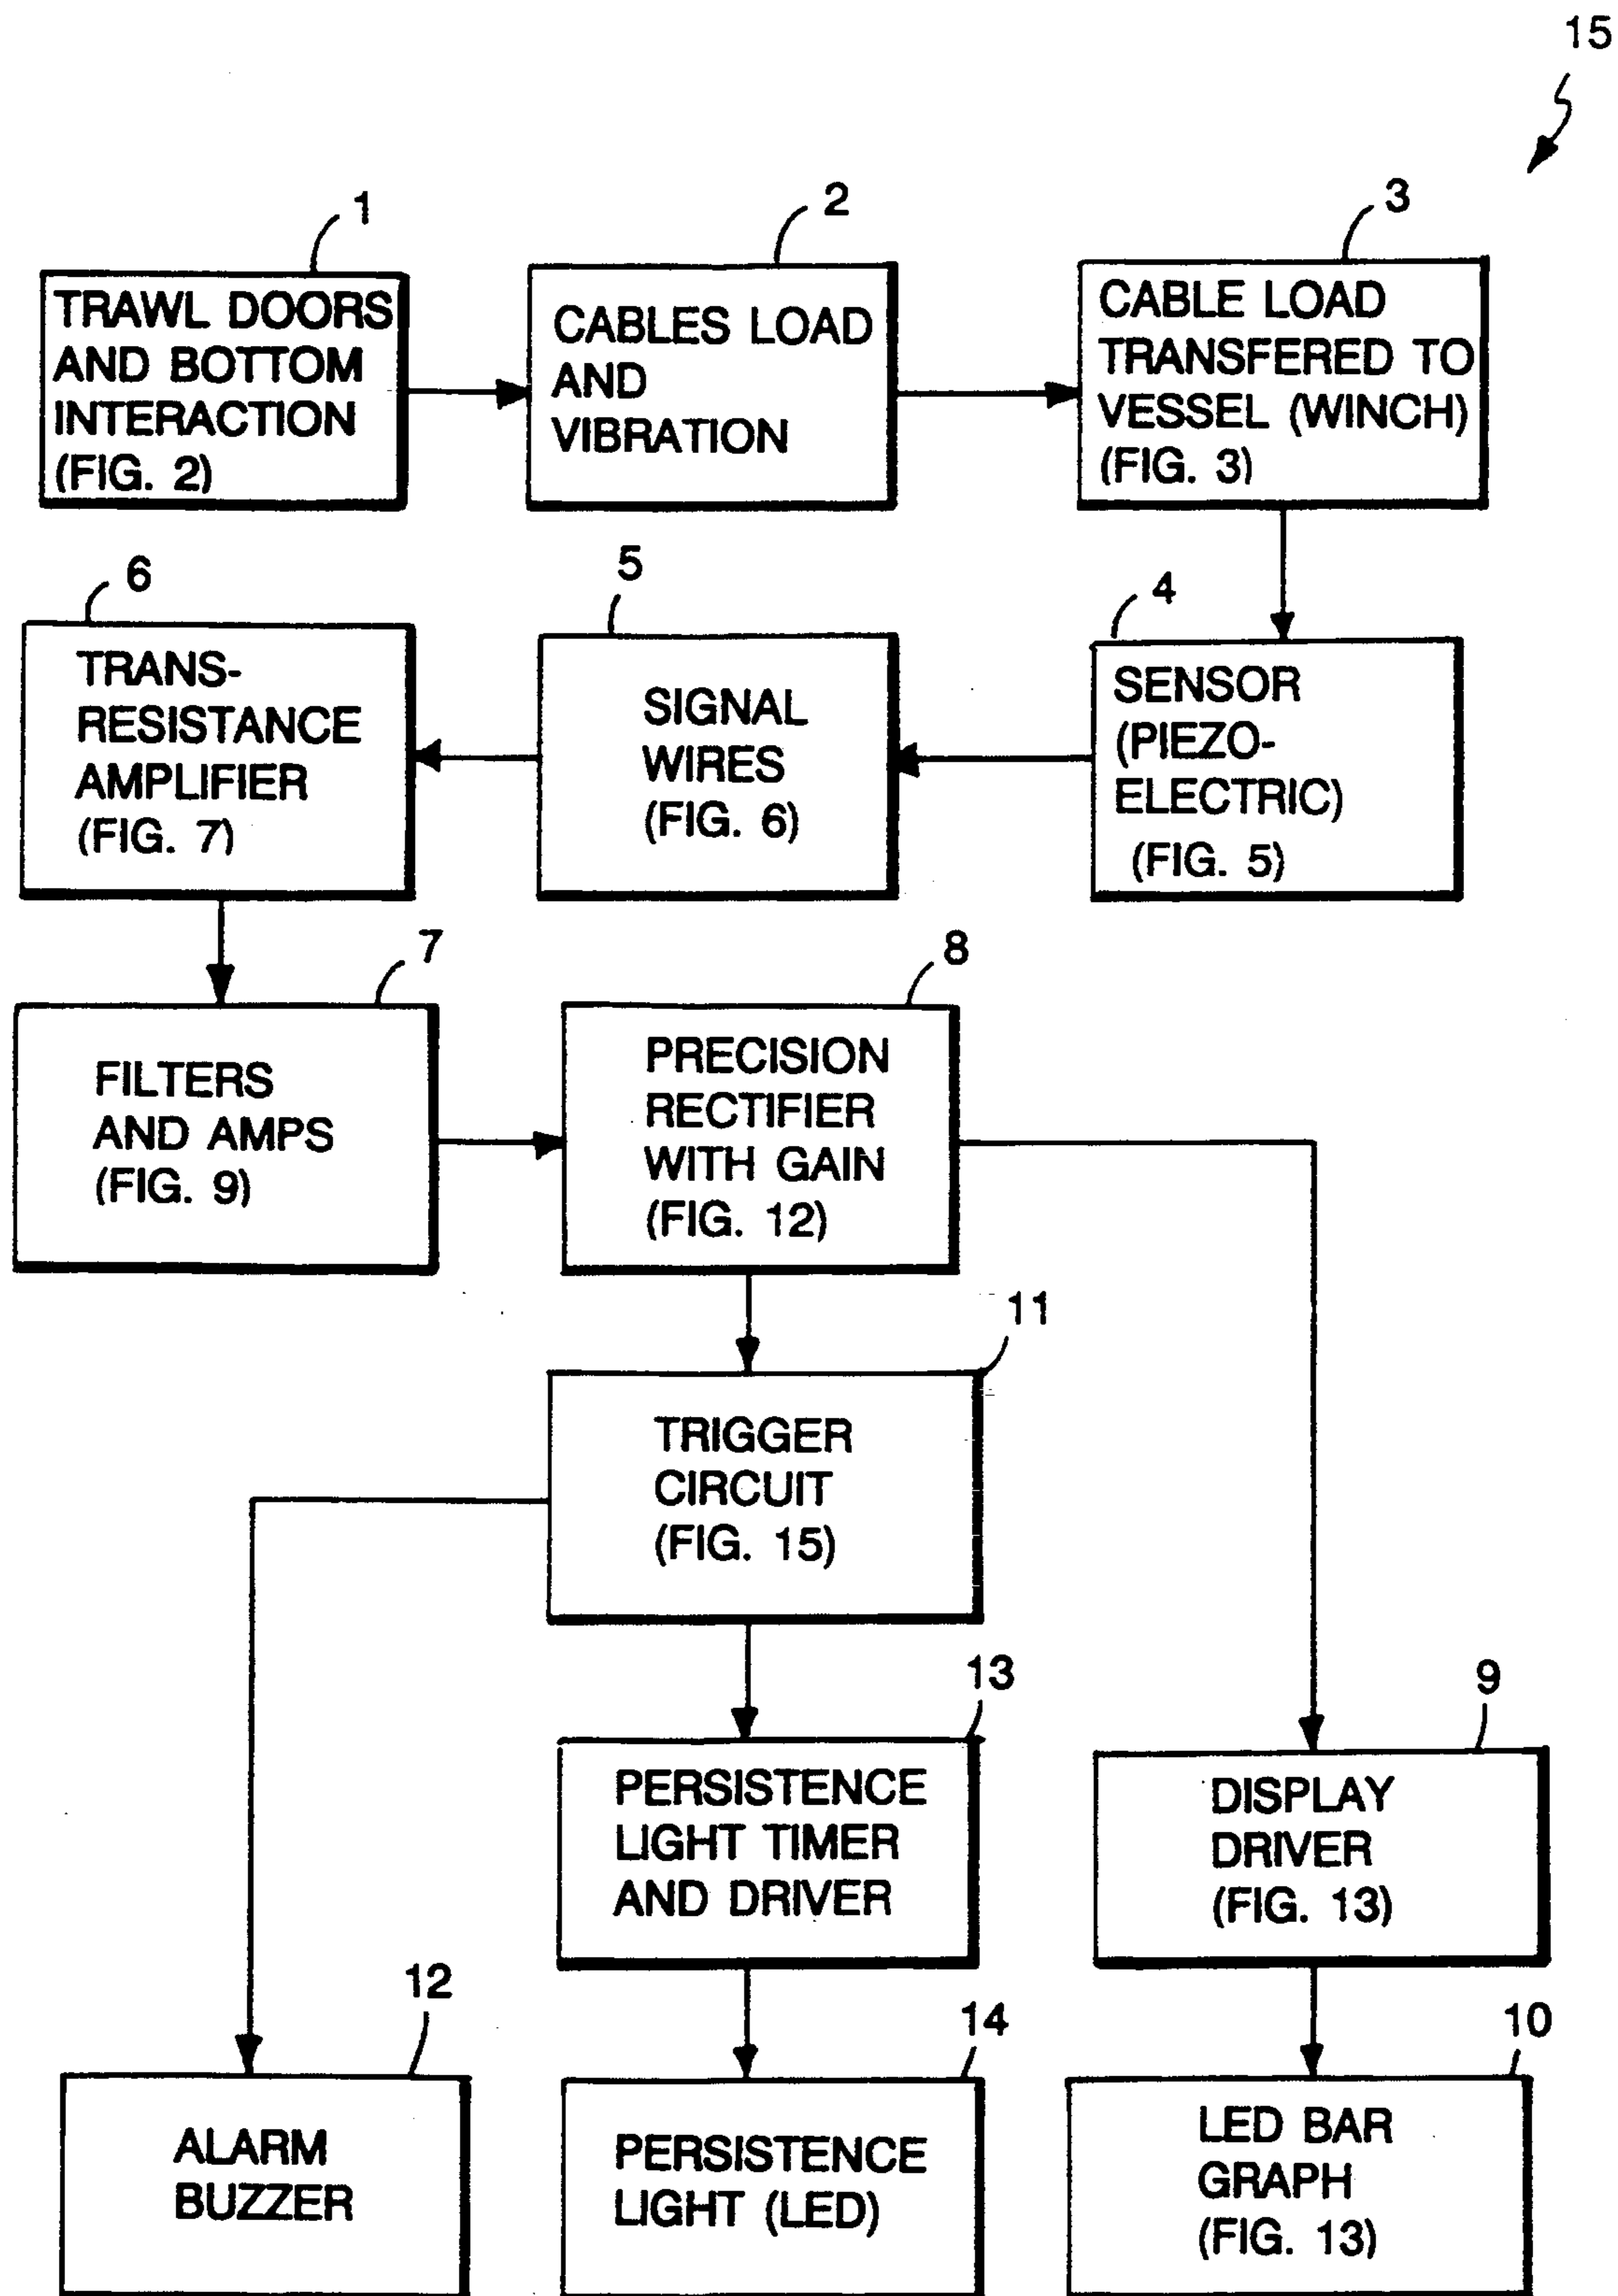 15
1
TRAWL DOORS
AND BOTTOM
INTERACTION
(FIG. 2)
2
CABLES LOAD
AND
VIBRATION
3
CABLE LOAD
TRANSFERED TO
VESSEL (WINCH)
(FIG. 3)
4
SENSOR
(PIEZO-
ELECTRIC)
(FIG. 5)
5
SIGNAL
WIRES
(FIG. 6)
6
TRANS-
RESISTANCE
AMPLIFIER
(FIG. 7)
7
FILTERS
AND AMPS
(FIG. 9)
8
PRECISION
RECTIFIER
WITH GAIN
(FIG. 12)
11
TRIGGER
CIRCUIT
(FIG. 15)
13
PERSISTENCE
LIGHT TIMER
AND DRIVER
9
DISPLAY
DRIVER
(FIG. 13)
12
ALARM
BUZZER
14
PERSISTENCE
LIGHT (LED)
10
LED BAR
GRAPH
(FIG. 13)